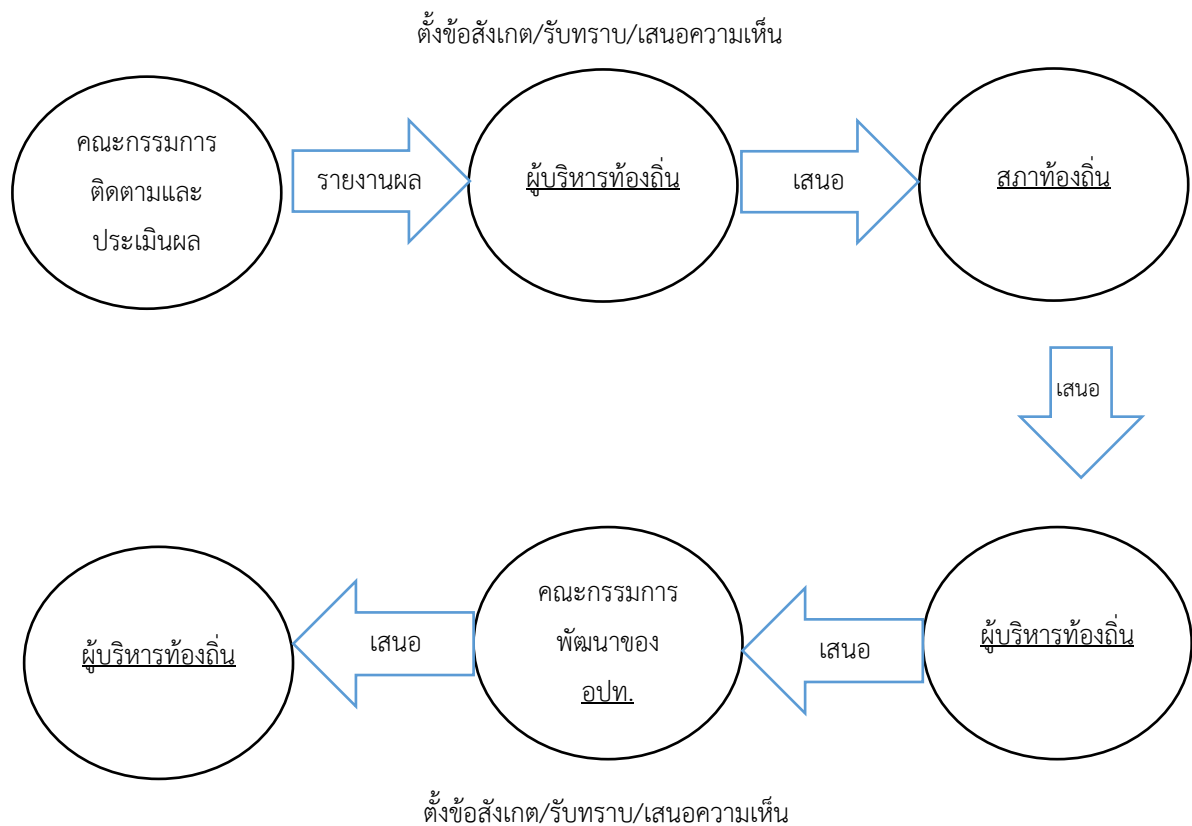 ตั้งข้อสังเกต/รับทราบ/เสนอความเห็น
คณะกรรมการ
ติดตามและ
ประเมินผล
รายงานผล
ผู้บริหารท้องถิ่น
เสนอ
สภาท้องถิ่น
เสนอ
ผู้บริหารท้องถิ่น
เสนอ
คณะกรรมการ
พัฒนาของ
อปท.
เสนอ
ผู้บริหารท้องถิ่น
ตั้งข้อสังเกต/รับทราบ/เสนอความเห็น